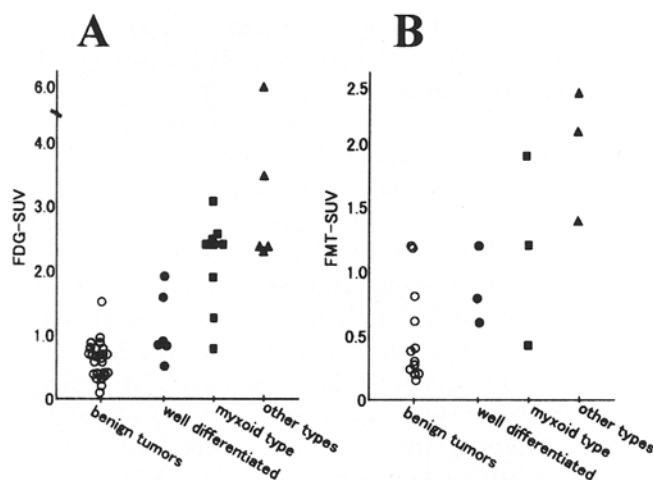 A
B
FDG-SUV
6.0
4.0
3.0
2.0
1.0
0
benign tumors
well differentiated
myxoid type
other types
FMT-SUV
2.5
2.0
1.5
1.0
0.5
0
benign tumors
well differentiated
myxoid type
other types